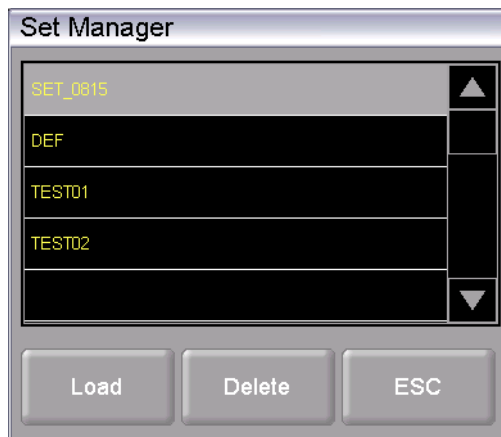 Set Manager
SET_0815
DEF
TEST01
TEST02
Load Delete ESC